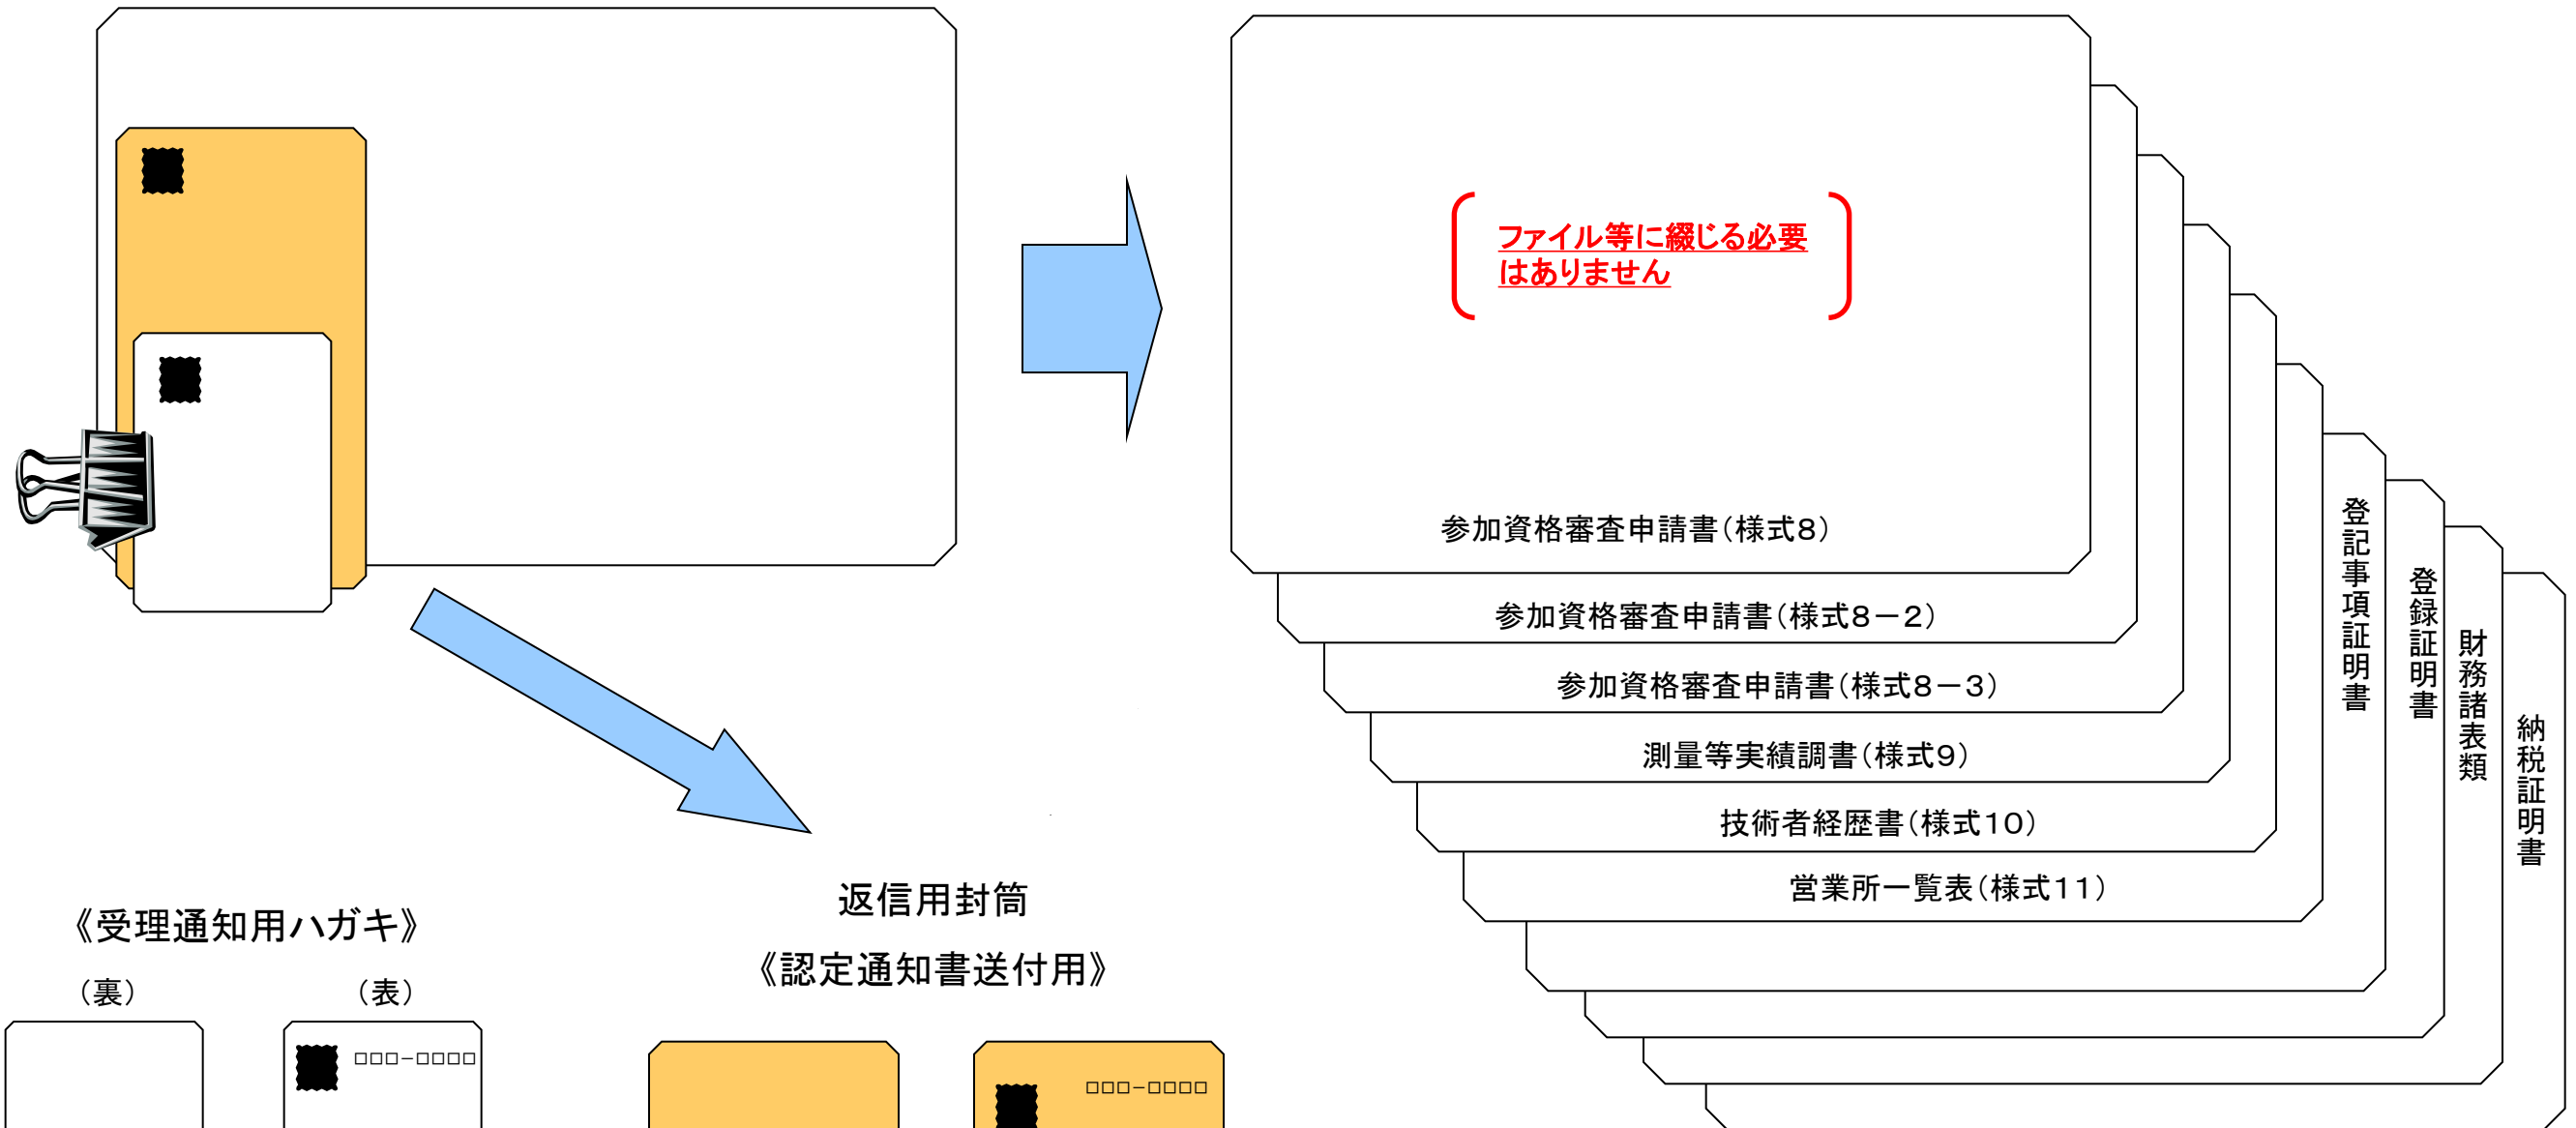 ファイル等に綴じる必要
はありません
参加資格審査申請書(様式8)
参加資格審査申請書(様式8-2)
参加資格審査申請書(様式8-3)
測量等実績調書(様式9)
技術者経歴書(様式10)
営業所一覧表(様式11)
登記事項証明書
登録証明書
財務諸表類
納税証明書
《受理通知用ハガキ》
(裏)
(表)
□□□-□□□□
返信用封筒
《認定通知書送付用》
□□□-□□□□